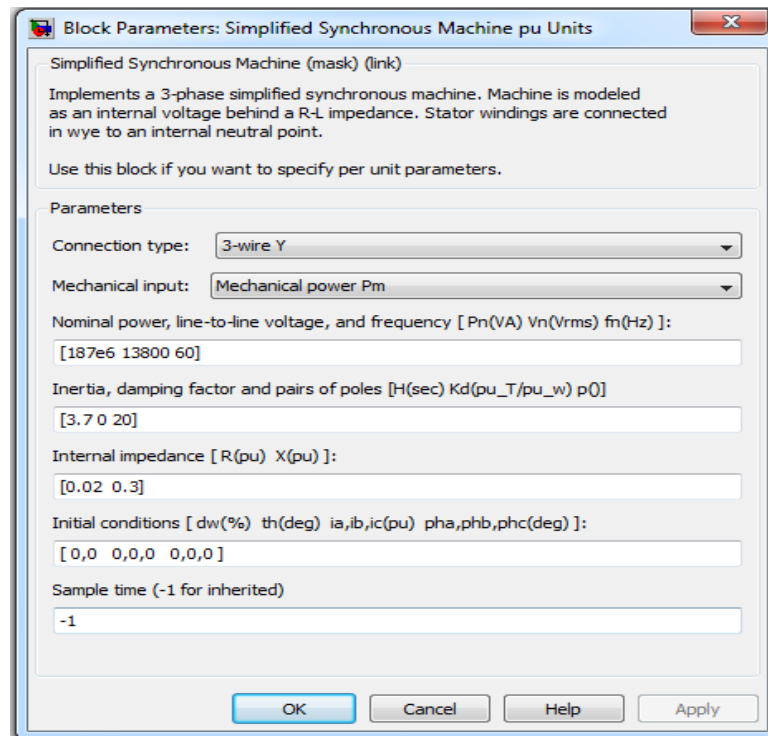 Block Parameters: Simplified Synchronous Machine pu Units
Simplified Synchronous Machine (mask) (link)
Implements a 3-phase simplified synchronous machine. Machine is modeled
as an internal voltage behind a R-L impedance. Stator windings are connected
in wye to an internal neutral point.
Use this block if you want to specify per unit parameters.
Parameters
Connection type: 3-wire Y
Mechanical input: Mechanical power Pm
Nominal power, line-to-line voltage, and frequency [ Pn(VA) Vn(Vrms) fn(Hz) ]:
[187e6 13800 60]
Inertia, damping factor and pairs of poles [H(sec) Kd(pu_T/pu_w) p()]
[3.7 0 20]
Internal impedance [ R(pu) X(pu) ]:
[0.02 0.3]
Initial conditions [ dw(%) th(deg) ia,ib,ic(pu) pha,phb,phc(deg) ]:
[ 0,0 0,0,0 0,0,0 ]
Sample time (-1 for inherited)
-1
OK Cancel Help Apply